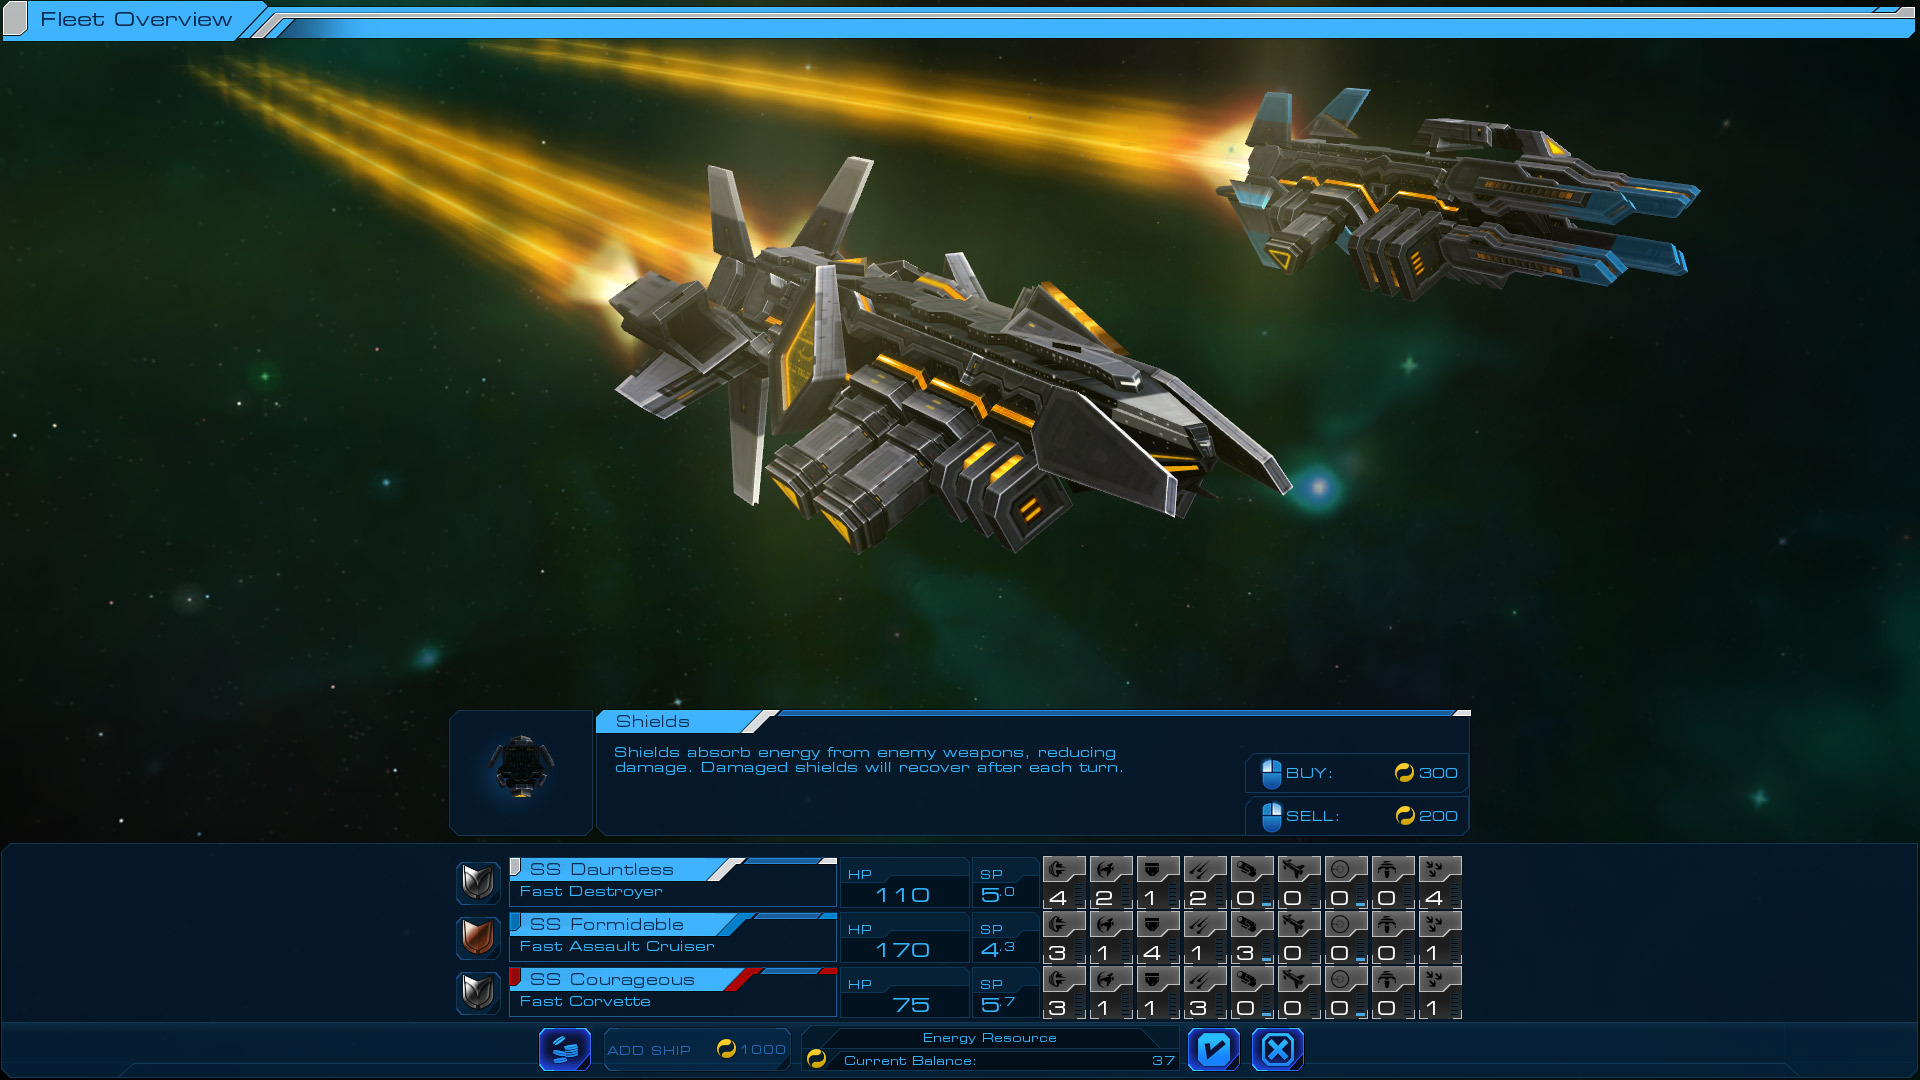 Fleet Overview
Shields
Shields absorb energy from enemy weapons, reducing
damage. Damaged shields will recover after each turn.
BUY: 300
SELL: 200
SS Dauntless
Fast Destroyer
HP 110
SP 5.0
4 2 1 2 0 0 0 0 4
SS Formidable
Fast Assault Cruiser
HP 170
SP 4.3
3 1 4 1 3 0 0 0 1
SS Courageous
Fast Corvette
HP 75
SP 5.7
3 1 1 3 0 0 0 0 1
ADD SHIP 1000
Energy Resource
Current Balance: 37